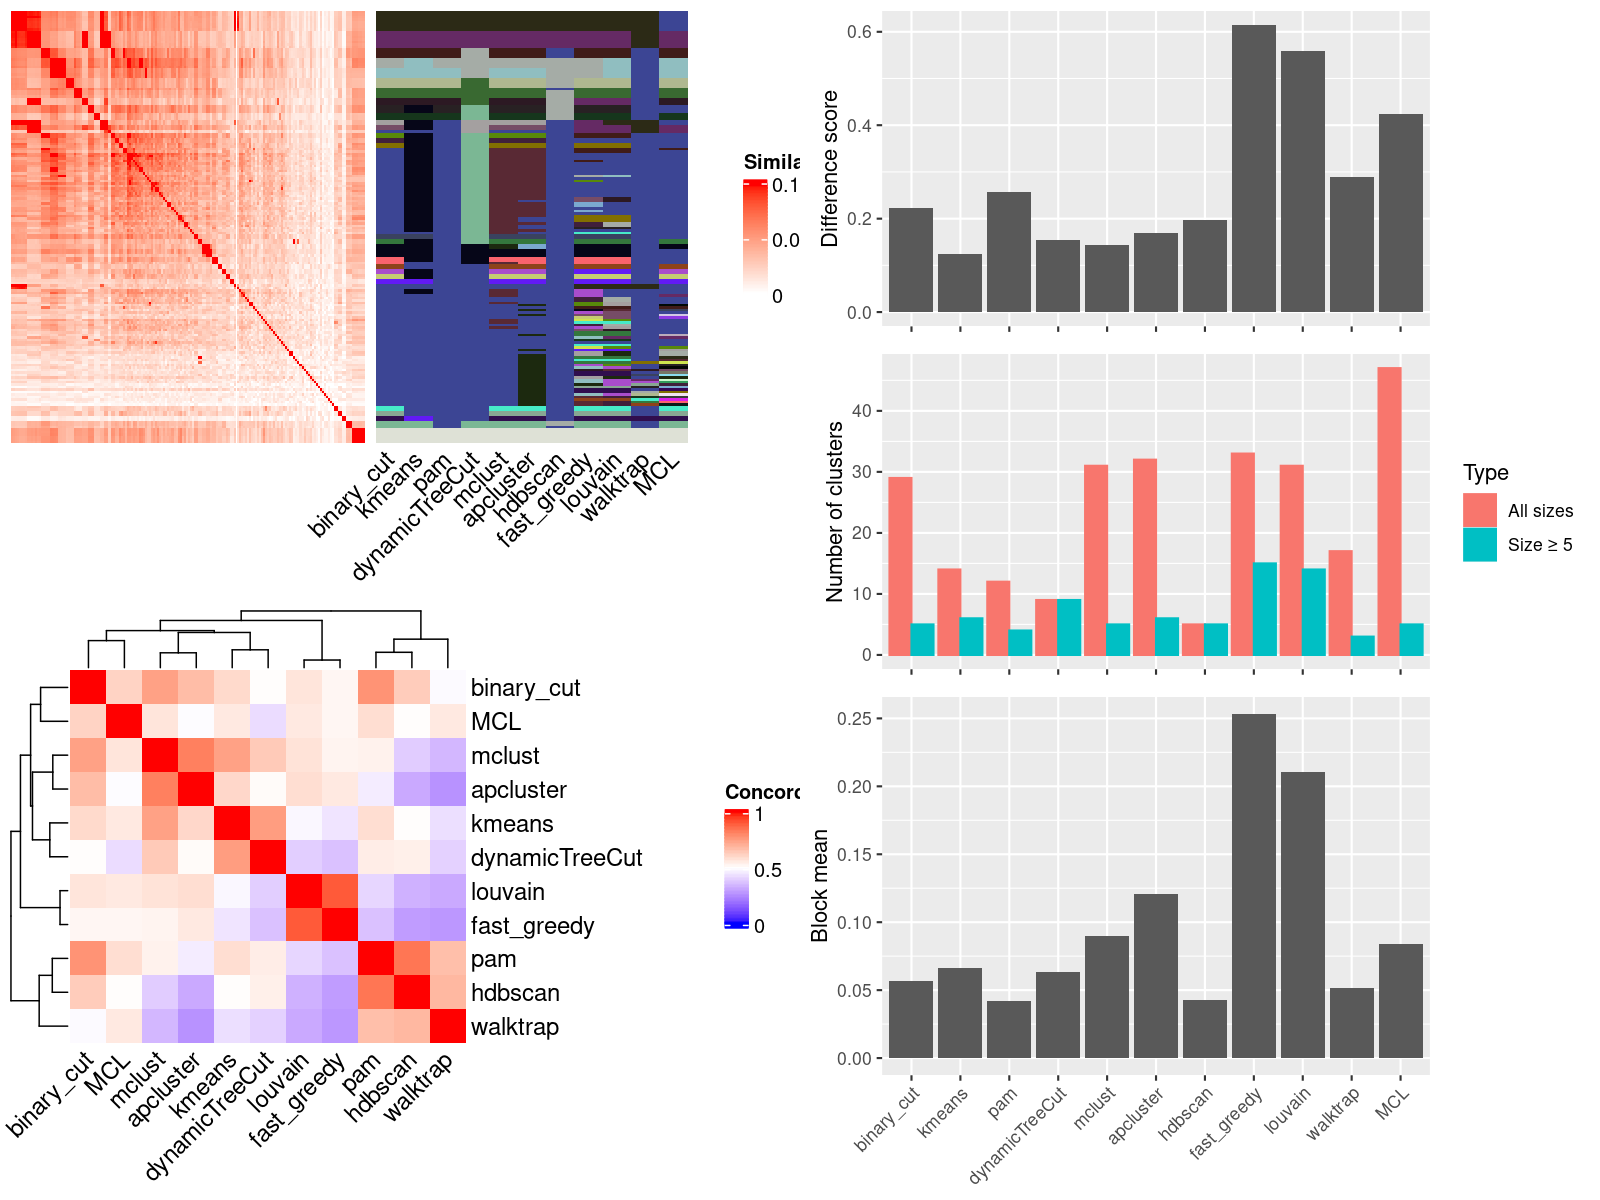 Simila
0.1
0.0
0
binary_cut
kmeans
pam
dynamicTreeCut
mclust
apcluster
hdbscan
fast_greedy
louvain
walktrap
MCL
binary_cut
MCL
mclust
apcluster
kmeans
dynamicTreeCut
louvain
fast_greedy
pam
hdbscan
walktrap
Concord
1
0.5
0
binary_cut
MCL
mclust
apcluster
kmeans
dynamicTreeCut
louvain
fast_greedy
pam
hdbscan
walktrap
Difference score
0.6
0.4
0.2
0.0
Number of clusters
40
30
20
10
0
Type
All sizes
Size ≥ 5
Block mean
0.25
0.20
0.15
0.10
0.05
0.00
binary_cut
kmeans
pam
dynamicTreeCut
mclust
apcluster
hdbscan
fast_greedy
louvain
walktrap
MCL